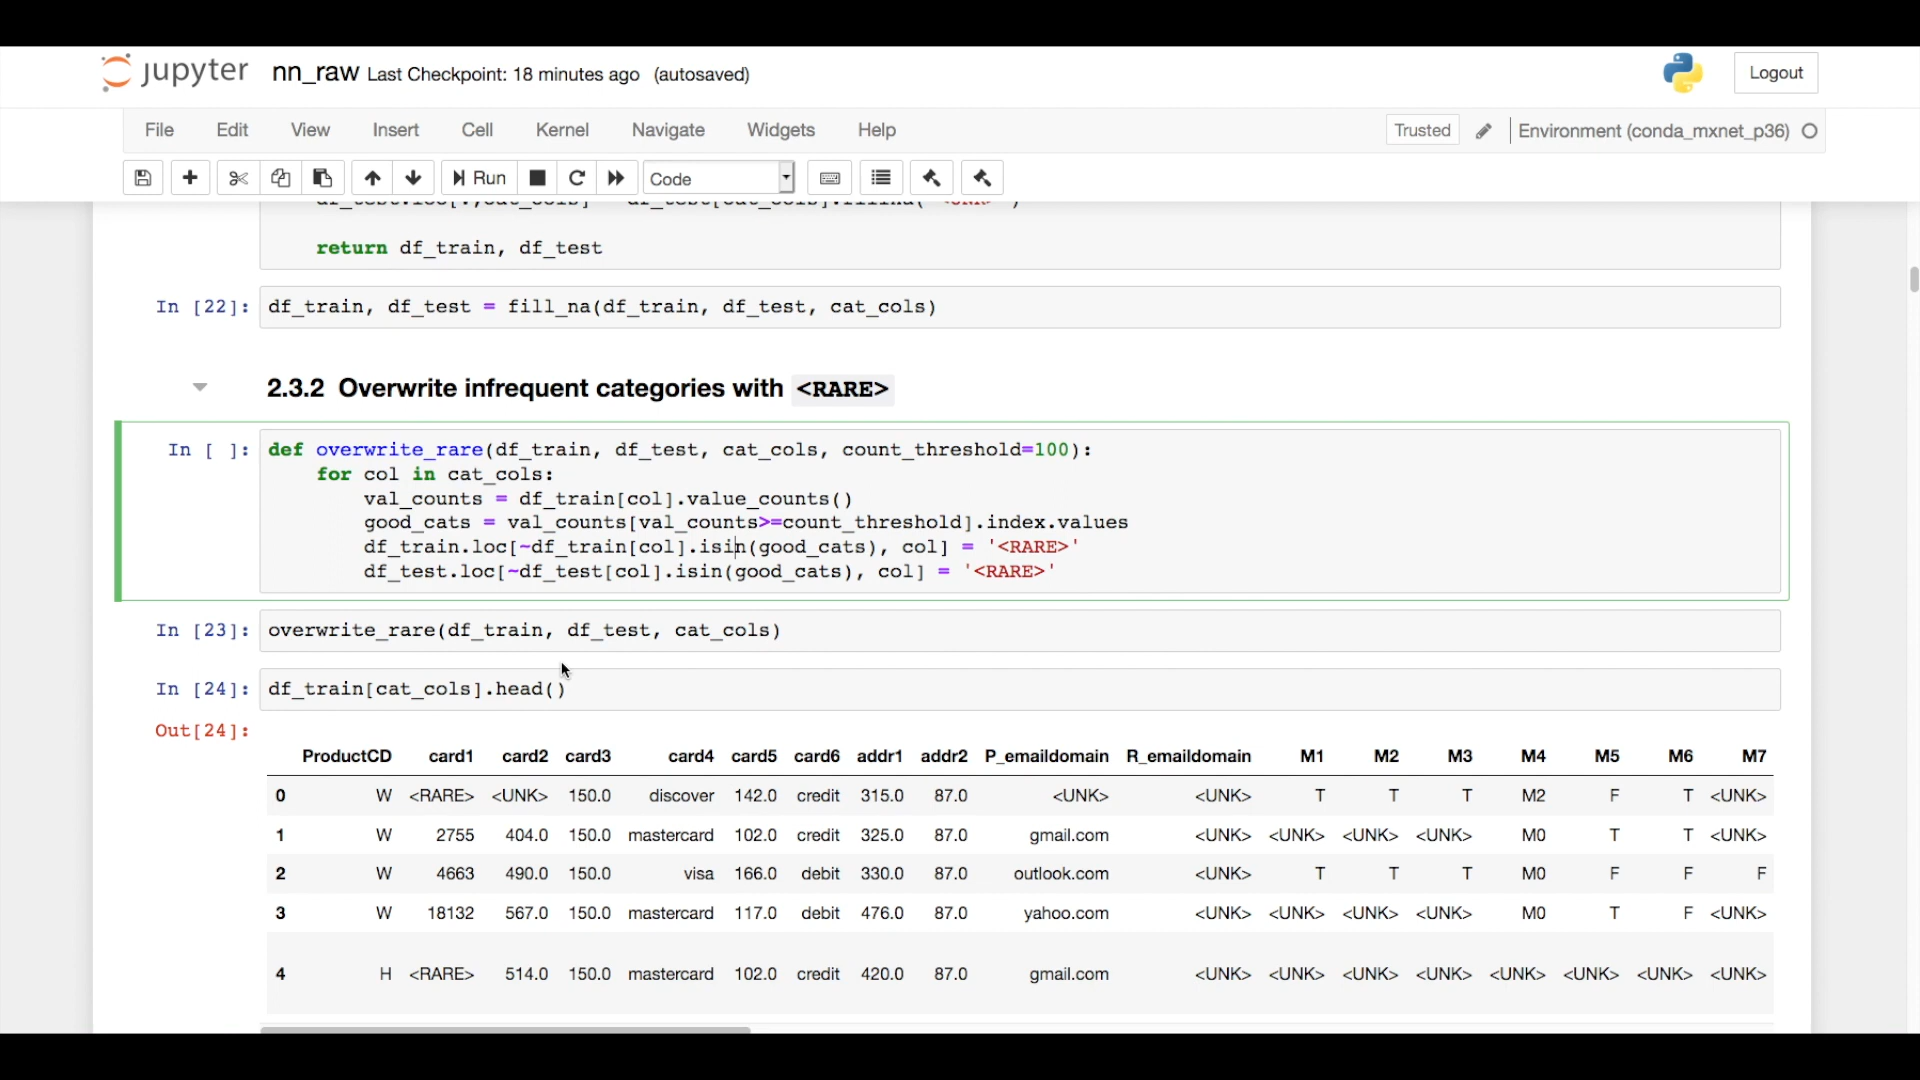 jupyter nn_raw Last Checkpoint: 18 minutes ago (autosaved) Logout
File Edit View Insert Cell Kernel Navigate Widgets Help Trusted Environment (conda_mxnet_p36)
Run Code
return df_train, df_test
In [22]: df_train, df_test = fill_na(df_train, df_test, cat_cols)
2.3.2 Overwrite infrequent categories with <RARE>
In [ ]: def overwrite_rare(df_train, df_test, cat_cols, count_threshold=100):
for col in cat_cols:
val_counts = df_train[col].value_counts()
good_cats = val_counts[val_counts>=count_threshold].index.values
df_train.loc[~df_train[col].isin(good_cats), col] = '<RARE>'
df_test.loc[~df_test[col].isin(good_cats), col] = '<RARE>'
In [23]: overwrite_rare(df_train, df_test, cat_cols)
In [24]: df_train[cat_cols].head()
Out[24]:
ProductCD card1 card2 card3 card4 card5 card6 addr1 addr2 P_emaildomain R_emaildomain M1 M2 M3 M4 M5 M6 M7
0 W <RARE> <UNK> 150.0 discover 142.0 credit 315.0 87.0 <UNK> <UNK> T T T M2 F T <UNK>
1 W 2755 404.0 150.0 mastercard 102.0 credit 325.0 87.0 gmail.com <UNK> <UNK> <UNK> <UNK> M0 T T <UNK>
2 W 4663 490.0 150.0 visa 166.0 debit 330.0 87.0 outlook.com <UNK> T T T M0 F F F
3 W 18132 567.0 150.0 mastercard 117.0 debit 476.0 87.0 yahoo.com <UNK> <UNK> <UNK> <UNK> M0 T F <UNK>
4 H <RARE> 514.0 150.0 mastercard 102.0 credit 420.0 87.0 gmail.com <UNK> <UNK> <UNK> <UNK> <UNK> <UNK> <UNK> <UNK>